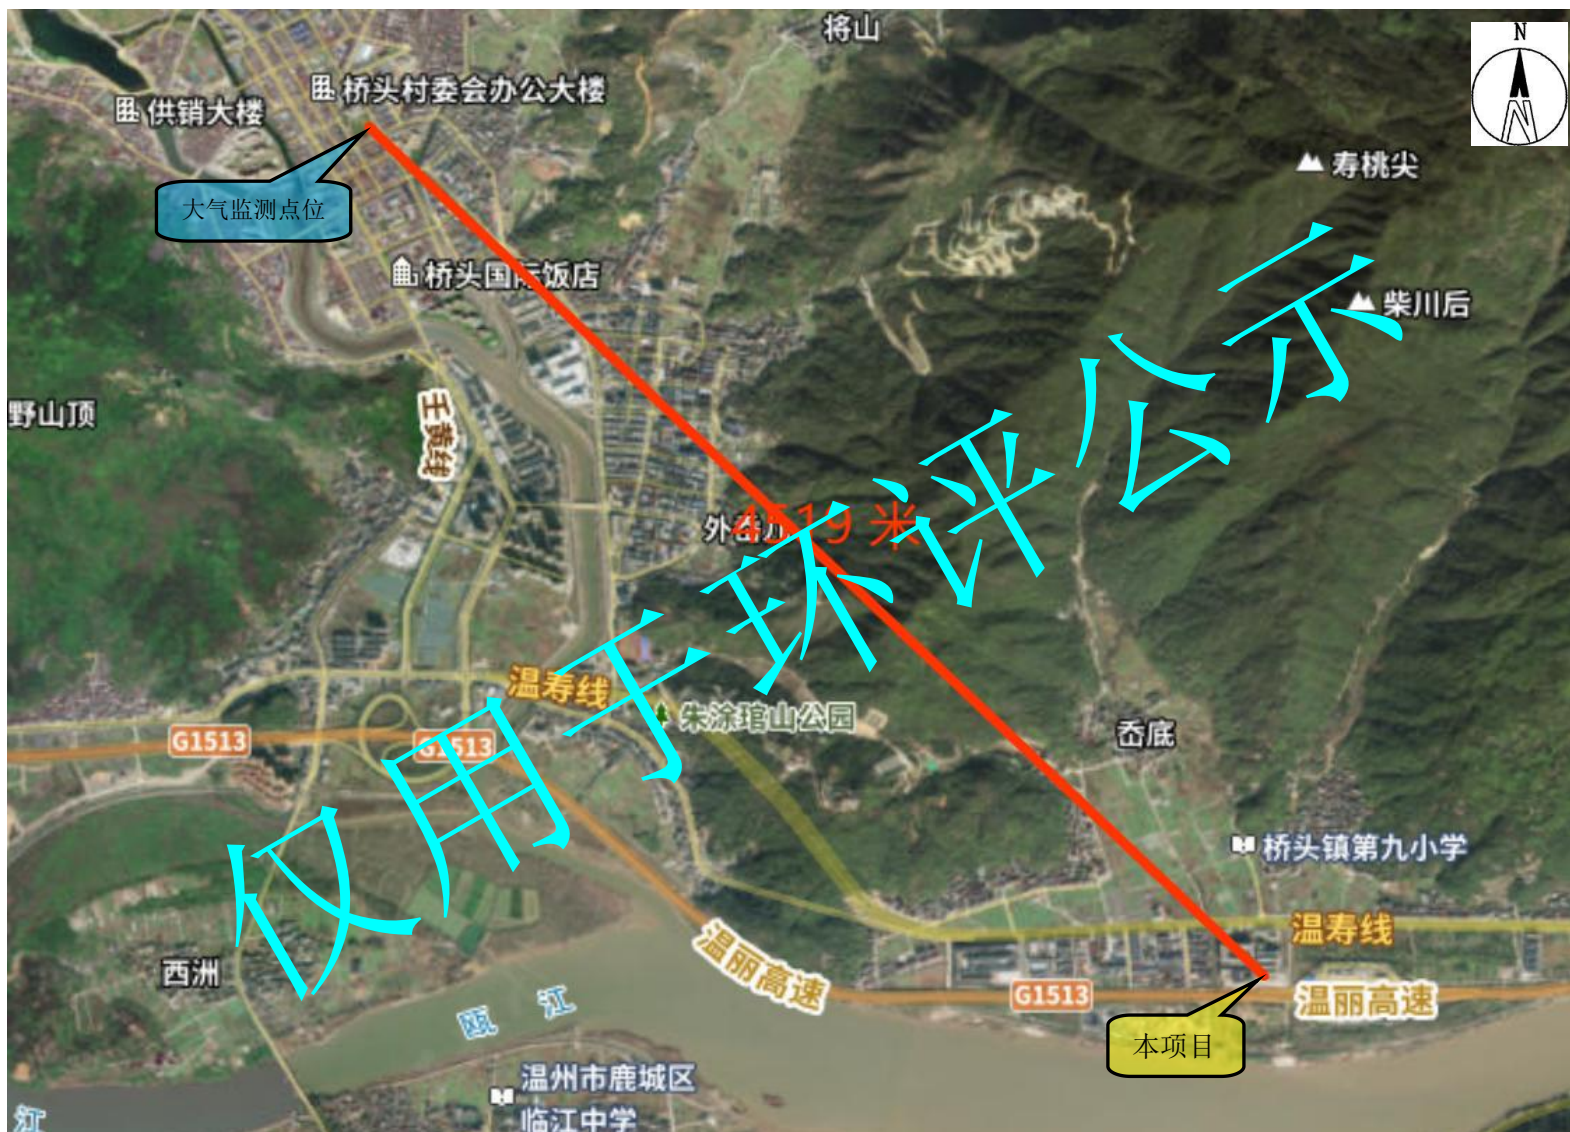 将山
N
桥头村委会办公大楼
供销大楼
寿桃尖
大气监测点位
桥头国际饭店
柴川后
野山顶
壬黄线
4519 米
仅用于环评公示
温寿线
朱涂琯山公园
岙底
G1513
G1513
桥头镇第九小学
温寿线
温丽高速
西洲
G1513
温丽高速
瓯江
本项目
温州市鹿城区
临江中学
江